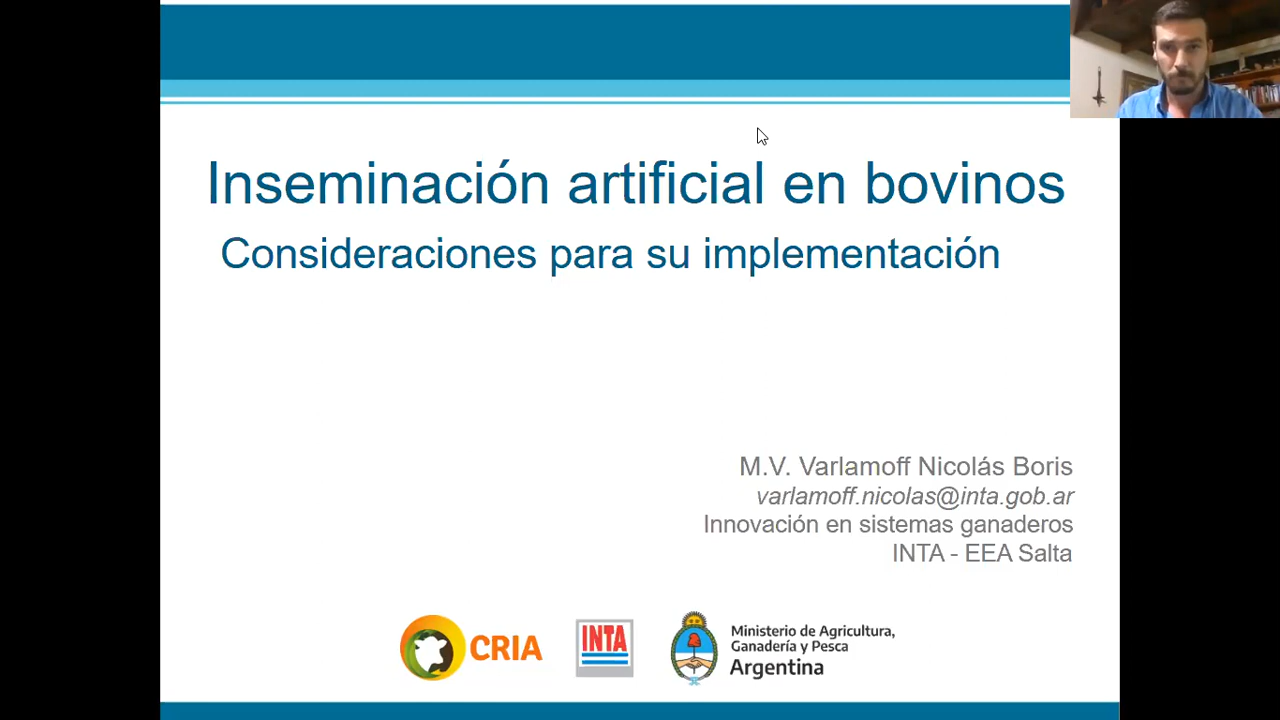 Inseminación artificial en bovinos
Consideraciones para su implementación
M.V. Varlamoff Nicolás Boris
varlamoff.nicolas@inta.gob.ar
Innovación en sistemas ganaderos
INTA - EEA Salta
CRIA
INTA
Ministerio de Agricultura,
Ganadería y Pesca
Argentina